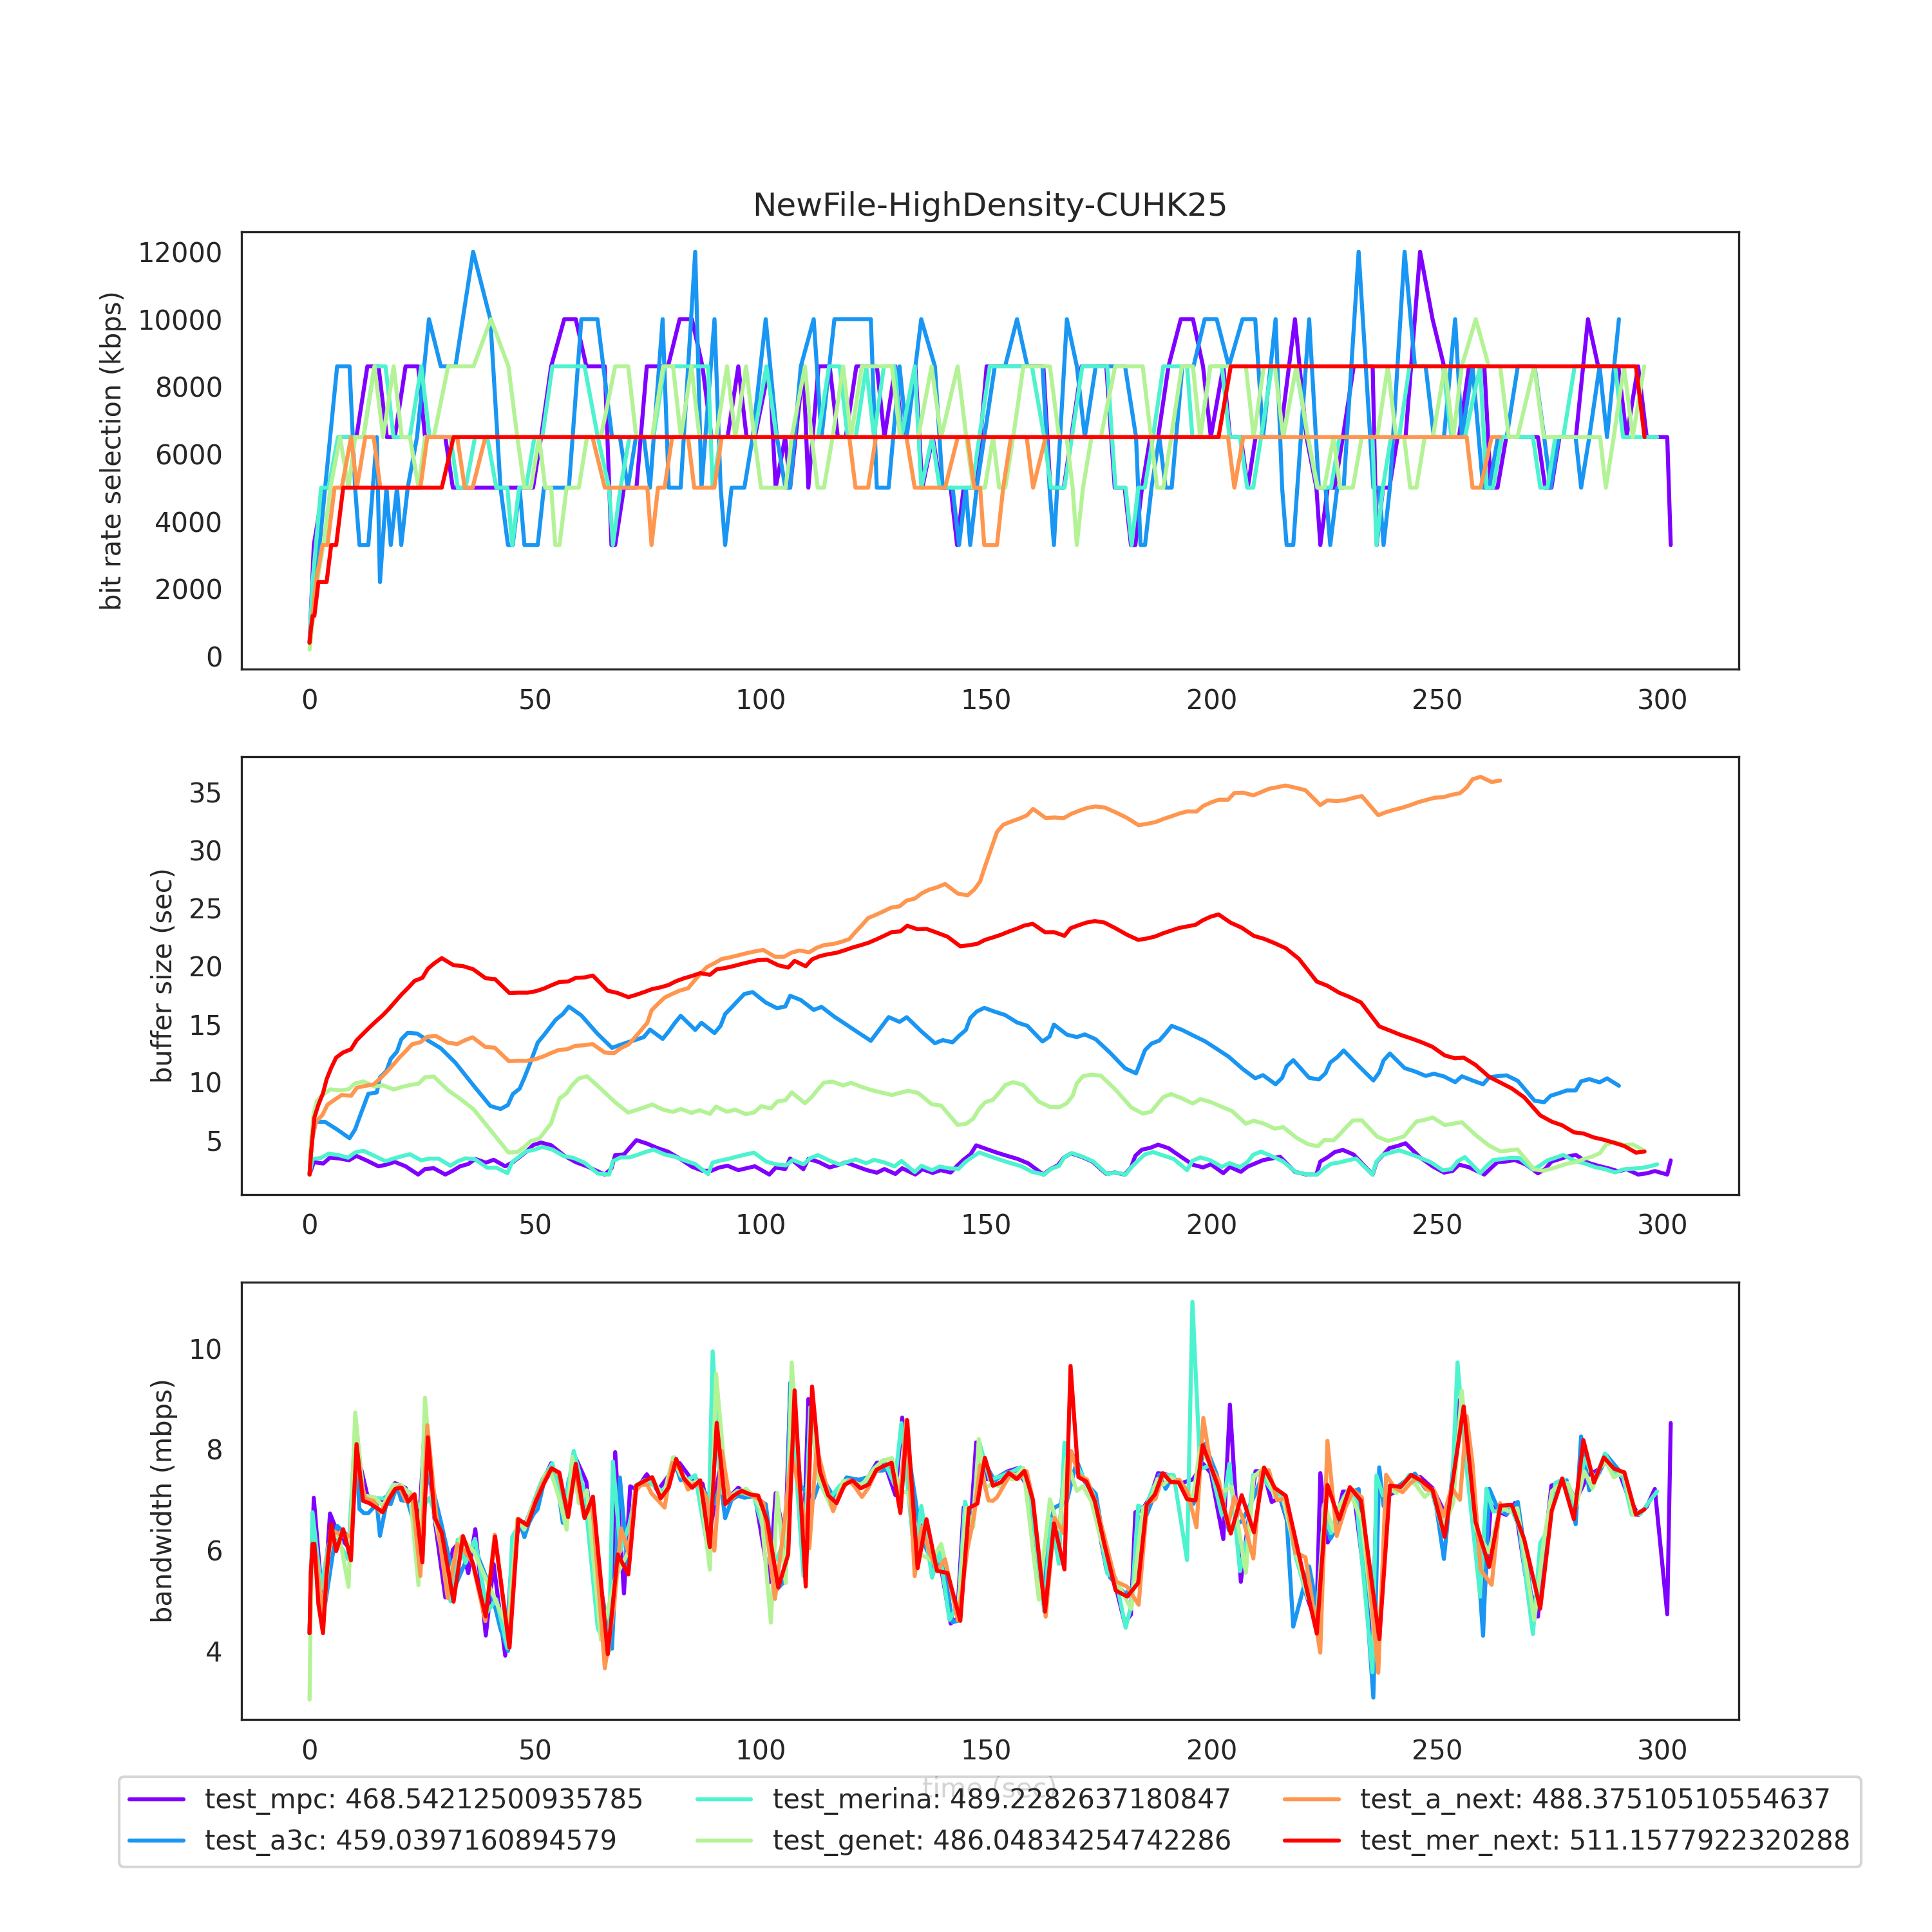 NewFile-HighDensity-CUHK25
bit rate selection (kbps)
12000
10000
8000
6000
4000
2000
0
0 50 100 150 200 250 300
buffer size (sec)
35
30
25
20
15
10
5
0 50 100 150 200 250 300
bandwidth (mbps)
10
8
6
4
0 50 100 150 200 250 300
time (sec)
test_mpc: 468.54212500935785 test_merina: 489.2282637180847 test_a_next: 488.37510510554637
test_a3c: 459.0397160894579 test_genet: 486.04834254742286 test_mer_next: 511.1577922320288